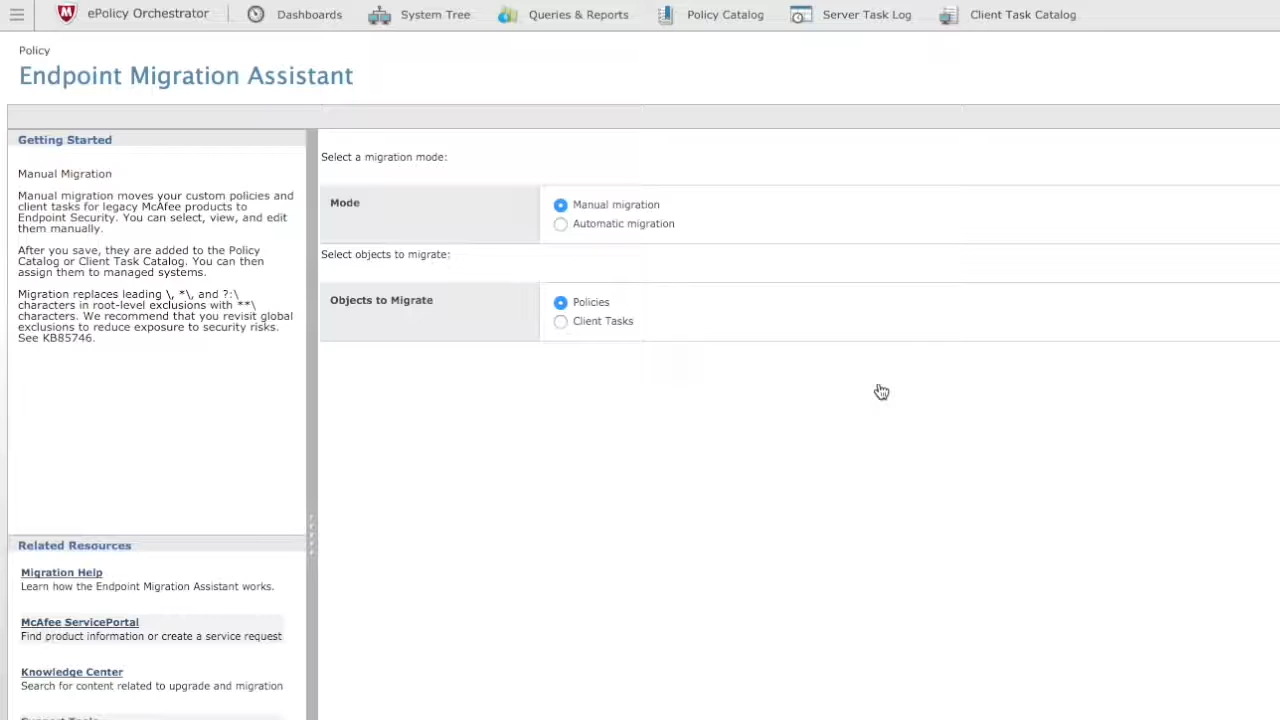 ePolicy Orchestrator Dashboards System Tree Queries & Reports Policy Catalog Server Task Log Client Task Catalog
Policy
Endpoint Migration Assistant
Getting Started
Manual Migration
Manual migration moves your custom policies and
client tasks for legacy McAfee products to
Endpoint Security. You can select, view, and edit
them manually.
After you save, they are added to the Policy
Catalog or Client Task Catalog. You can then
assign them to managed systems.
Migration replaces leading \, *\, and ?:\
characters in root-level exclusions with **\
characters. We recommend that you revisit global
exclusions to reduce exposure to security risks.
See KB85746.
Related Resources
Migration Help
Learn how the Endpoint Migration Assistant works.
McAfee ServicePortal
Find product information or create a service request
Knowledge Center
Search for content related to upgrade and migration
Select a migration mode:
Mode
Manual migration
Automatic migration
Select objects to migrate:
Objects to Migrate
Policies
Client Tasks